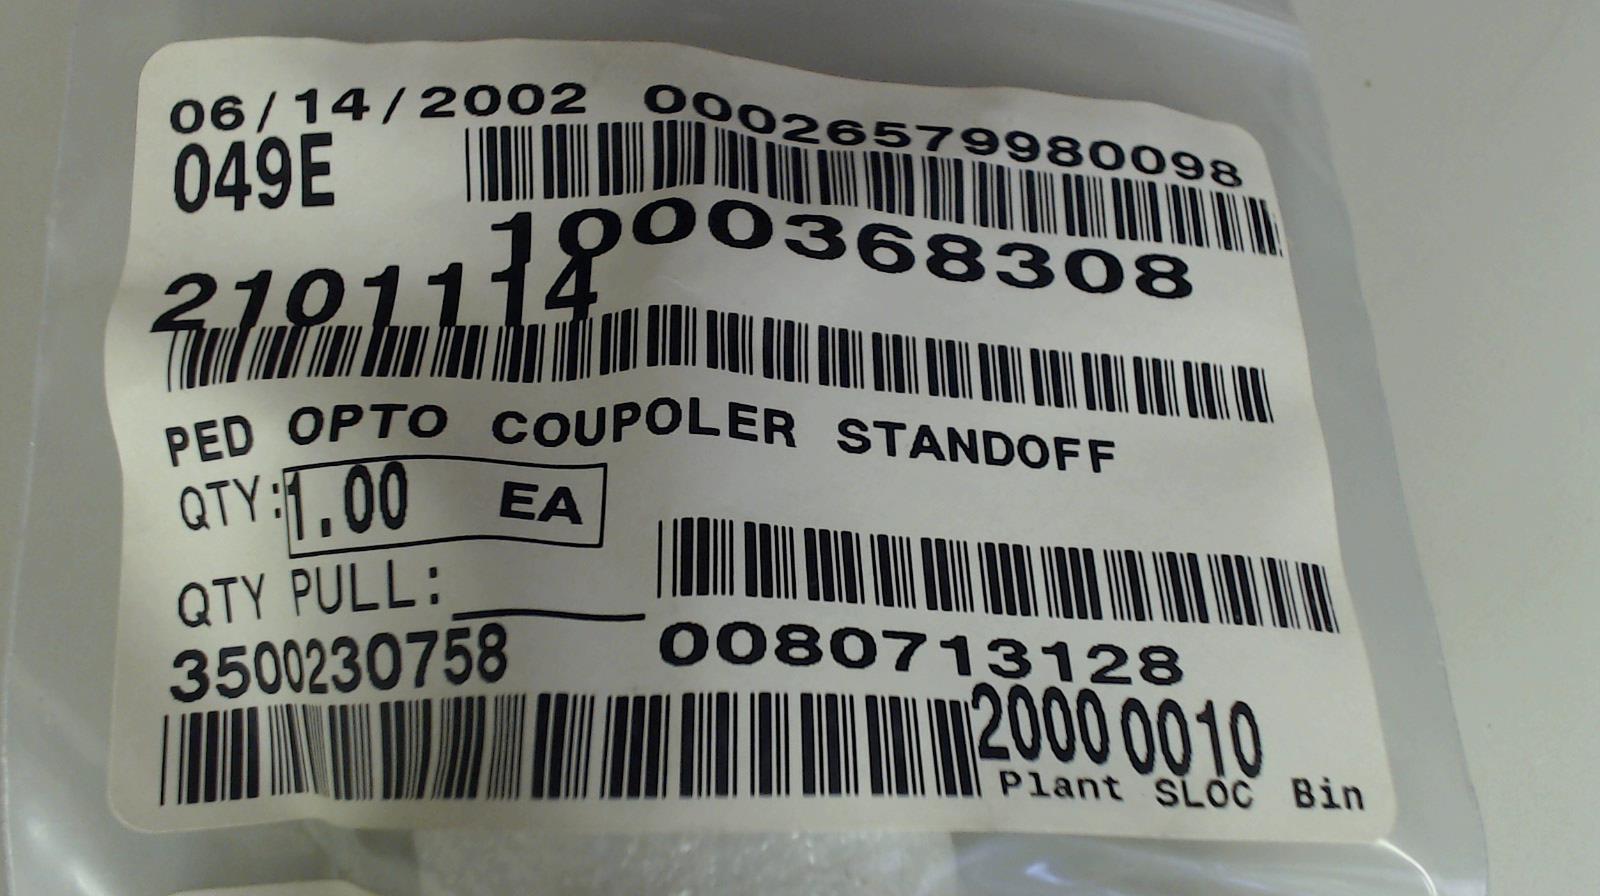 06/14/2002 00026579980098
049E
1000368308
2101114
PED OPTO COUPOLER STANDOFF
QTY: 1.00 EA
QTY PULL:
3500230758 0080713128
2000 0010
Plant SLOC Bin